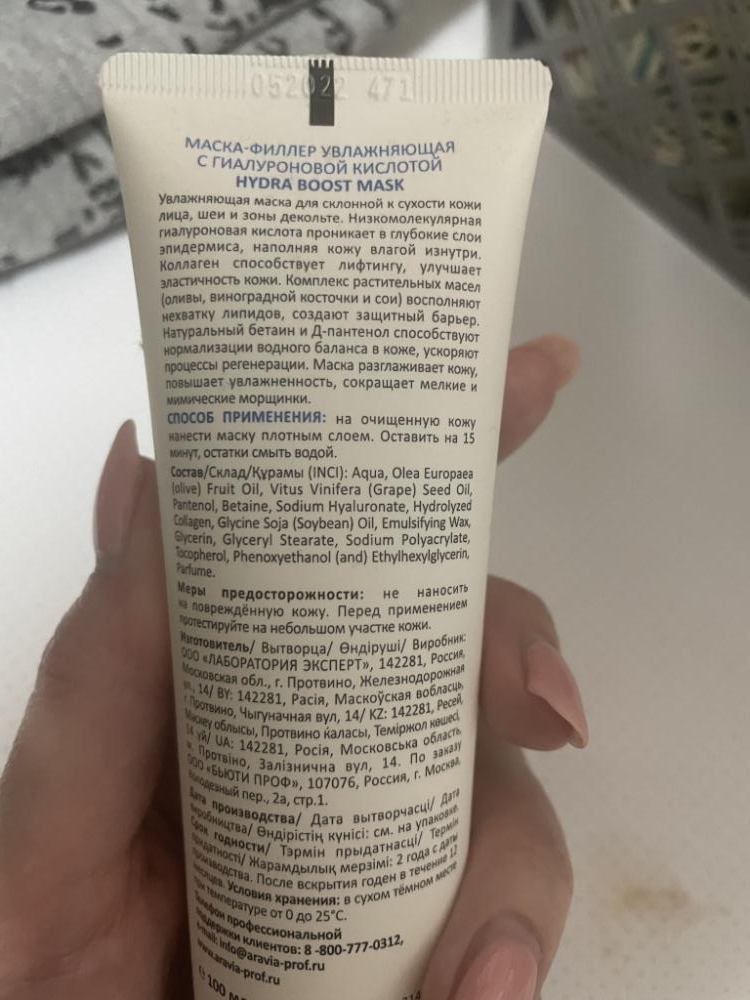 052022 471
МАСКА-ФИЛЛЕР УВЛАЖНЯЮЩАЯ
С ГИАЛУРОНОВОЙ КИСЛОТОЙ
HYDRA BOOST MASK
Увлажняющая маска для склонной к сухости кожи
лица, шеи и зоны декольте. Низкомолекулярная
гиалуроновая кислота проникает в глубокие слои
эпидермиса, наполняя кожу влагой изнутри.
Коллаген способствует лифтингу, улучшает
эластичность кожи. Комплекс растительных масел
(оливы, виноградной косточки и сои) восполняют
нехватку липидов, создают защитный барьер.
Натуральный бетаин и Д-пантенол способствуют
нормализации водного баланса в коже, ускоряют
процессы регенерации. Маска разглаживает кожу,
повышает увлажненность, сокращает мелкие и
мимические морщинки.
СПОСОБ ПРИМЕНЕНИЯ: на очищенную кожу
нанести маску плотным слоем. Оставить на 15
минут, остатки смыть водой.
Состав/Склад/Құрамы (INCI): Aqua, Olea Europaea
(olive) Fruit Oil, Vitus Vinifera (Grape) Seed Oil,
Pantenol, Betaine, Sodium Hyaluronate, Hydrolyzed
Collagen, Glycine Soja (Soybean) Oil, Emulsifying Wax,
Glycerin, Glyceryl Stearate, Sodium Polyacrylate,
Tocopherol, Phenoxyethanol (and) Ethylhexylglycerin,
Parfume.
Меры предосторожности: не наносить
на повреждённую кожу. Перед применением
протестируйте на небольшом участке кожи.
Изготовитель/ Вытворца/ Өндіруші/ Виробник:
ООО «ЛАБОРАТОРИЯ ЭКСПЕРТ», 142281, Россия,
Московская обл., г. Протвино, Железнодорожная
ул., 14/ BY: 142281, Расія, Маскоўская вобласць,
г. Протвино, Чыгуначная вул, 14/ KZ: 142281, Ресей,
Мәскеу облысы, Протвино қаласы, Теміржол көшесі,
14 үй/ UA: 142281, Росія, Московська область,
м. Протвіно, Залізнична вул, 14. По заказу
ООО «БЬЮТИ ПРОФ», 107076, Россия, г. Москва,
Колодезный пер., 2а, стр.1.
Дата производства/ Дата вытворчасці/ Дата
виробництва/ Өндірістің күнісі: см. на упаковке.
Срок годности/ Тэрмін прыдатнасці/ Термін
придатності/ Жарамдылық мерзімі: 2 года с даты
производства. После вскрытия годен в течение 12
месяцев. Условия хранения: в сухом тёмном месте
при температуре от 0 до 25°С.
Телефон профессиональной
поддержки клиентов: 8 -800-777-0312,
e-mail: info@aravia-prof.ru
www.aravia-prof.ru
℮ 100 мл